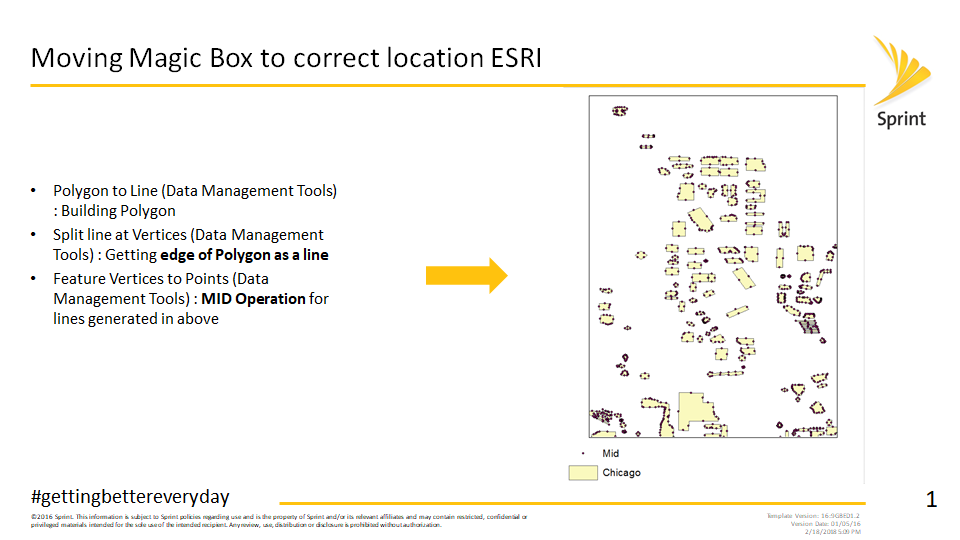 Moving Magic Box to correct location ESRI
Sprint
• Polygon to Line (Data Management Tools)
: Building Polygon
• Split line at Vertices (Data Management
Tools) : Getting edge of Polygon as a line
• Feature Vertices to Points (Data
Management Tools) : MID Operation for
lines generated in above
Mid
Chicago
#gettingbettereveryday
1
©2016 Sprint. This information is subject to Sprint policies regarding use and is the property of Sprint and/or its relevant affiliates and may contain restricted, confidential or
privileged materials intended for the sole use of the intended recipient. Any review, use, distribution or disclosure is prohibited without authorization.
Template Version: 16.9GBE01.2
Version Date: 01/05/16
2/18/2018 5:09 PM